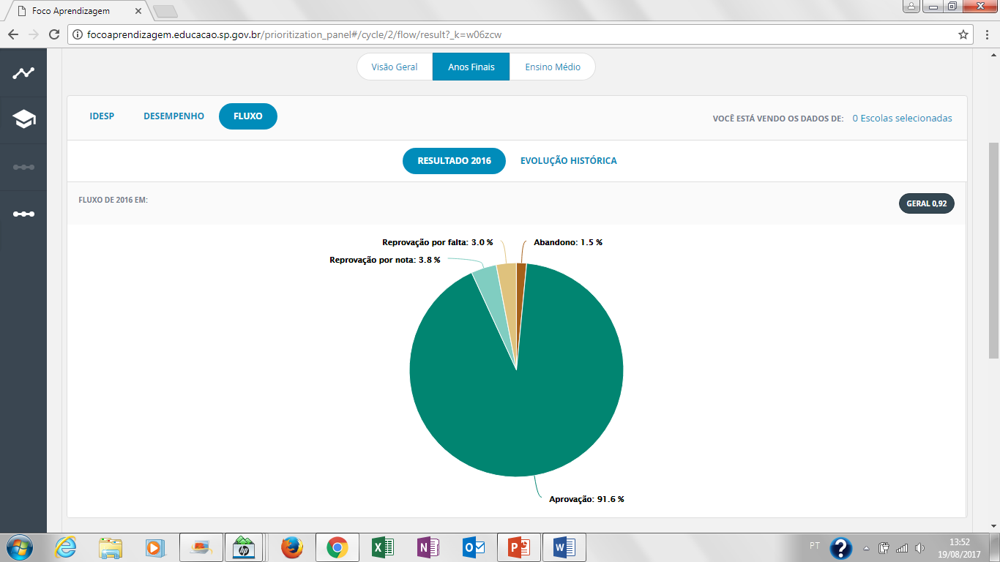 Foco Aprendizagem
focoaprendizagem.educacao.sp.gov.br/prioritization_panel#/cycle/2/flow/result?_k=w06zcw
Visão Geral Anos Finais Ensino Médio
IDESP DESEMPENHO FLUXO VOCÊ ESTÁ VENDO OS DADOS DE: 0 Escolas selecionadas
RESULTADO 2016 EVOLUÇÃO HISTÓRICA
FLUXO DE 2016 EM: GERAL 0,92
Reprovação por falta: 3.0 % Abandono: 1.5 %
Reprovação por nota: 3.8 %
Aprovação: 91.6 %
PT 13:52
19/08/2017